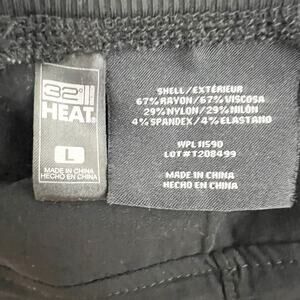 32°
HEAT.
L
MADE IN CHINA
HECHO EN CHINA
SHELL/EXTÉRIEUR
67%RAYON/67%VISCOSA
29%NYLON/29%NILÓN
4%SPANDEX/4%ELASTANO
WPL 11590
LOT#1208499
MADE IN CHINA
HECHO EN CHINA